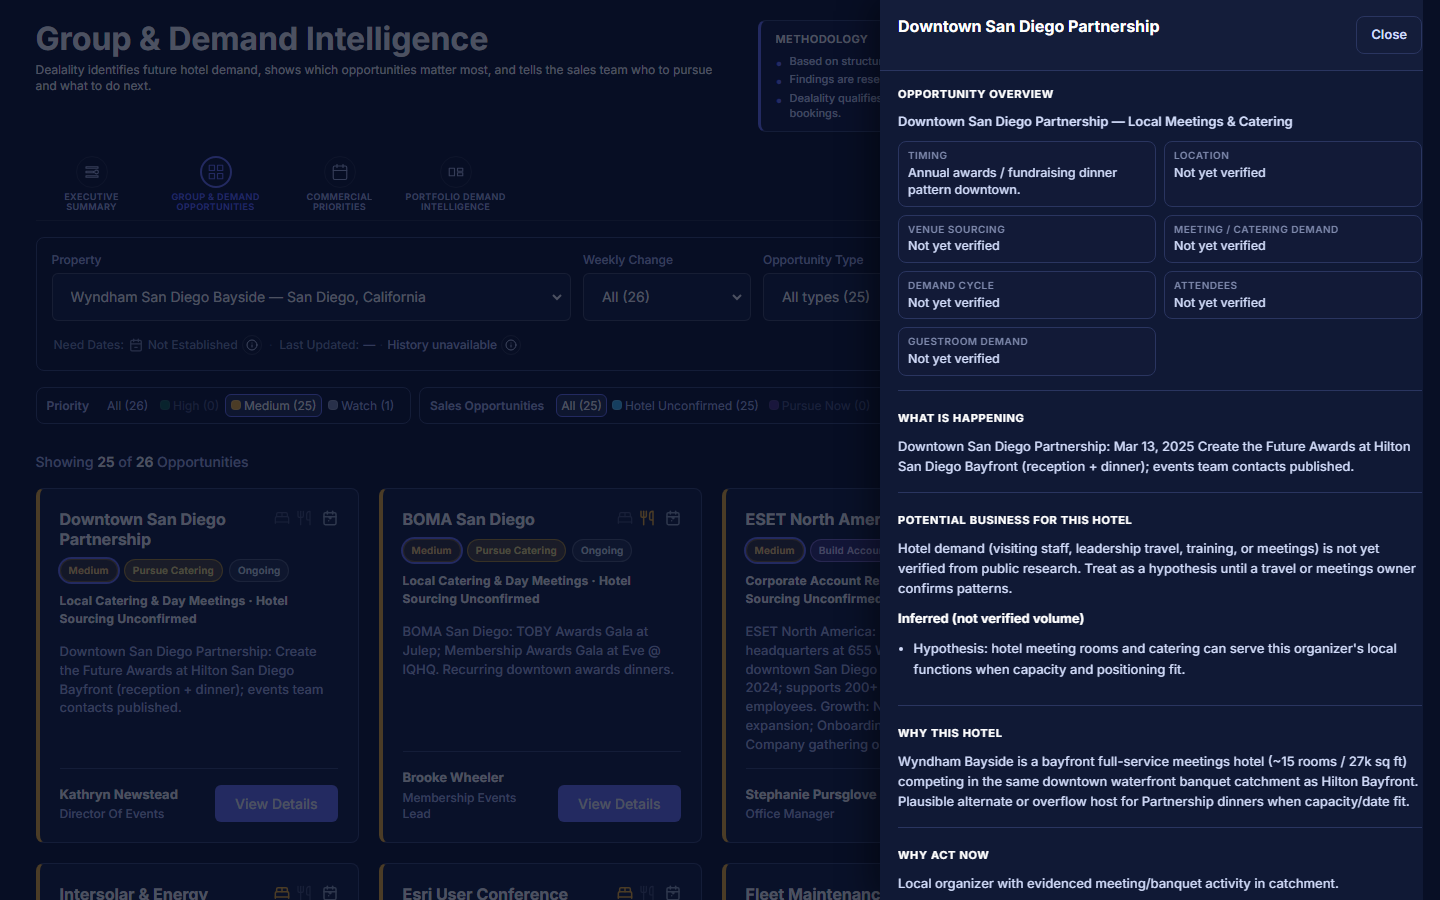 Group & Demand Intelligence
Dealality identifies future hotel demand, shows which opportunities matter most, and tells the sales team who to pursue
and what to do next.
METHODOLOGY
Based on structu
Findings are rese
Dealality qualifies
bookings.
EXECUTIVE
SUMMARY
GROUP & DEMAND
OPPORTUNITIES
COMMERCIAL
PRIORITIES
PORTFOLIO DEMAND
INTELLIGENCE
Property
Wyndham San Diego Bayside — San Diego, California
Weekly Change
All (26)
Opportunity Type
All types (25)
Need Dates: Not Established · Last Updated: — · History unavailable
Priority All (26) High (0) Medium (25) Watch (1)
Sales Opportunities All (25) Hotel Unconfirmed (25) Pursue Now (0)
Showing 25 of 26 Opportunities
Downtown San Diego
Partnership
Medium Pursue Catering Ongoing
Local Catering & Day Meetings · Hotel
Sourcing Unconfirmed
Downtown San Diego Partnership: Create
the Future Awards at Hilton San Diego
Bayfront (reception + dinner); events team
contacts published.
Kathryn Newstead
Director Of Events
View Details
BOMA San Diego
Medium Pursue Catering Ongoing
Local Catering & Day Meetings · Hotel
Sourcing Unconfirmed
BOMA San Diego: TOBY Awards Gala at
Julep; Membership Awards Gala at Eve @
IQHQ. Recurring downtown awards dinners.
Brooke Wheeler
Membership Events
Lead
View Details
ESET North Amer
Medium Build Accou
Corporate Account Re
Sourcing Unconfirmed
ESET North America:
headquarters at 655 W
downtown San Diego
2024; supports 200+
employees. Growth: N
expansion; Onboardin
Company gathering o
Stephanie Pursglove
Office Manager
Intersolar & Energy
Esri User Conference
Fleet Maintenanc
Downtown San Diego Partnership
Close
OPPORTUNITY OVERVIEW
Downtown San Diego Partnership — Local Meetings & Catering
TIMING
Annual awards / fundraising dinner
pattern downtown.
LOCATION
Not yet verified
VENUE SOURCING
Not yet verified
MEETING / CATERING DEMAND
Not yet verified
DEMAND CYCLE
Not yet verified
ATTENDEES
Not yet verified
GUESTROOM DEMAND
Not yet verified
WHAT IS HAPPENING
Downtown San Diego Partnership: Mar 13, 2025 Create the Future Awards at Hilton
San Diego Bayfront (reception + dinner); events team contacts published.
POTENTIAL BUSINESS FOR THIS HOTEL
Hotel demand (visiting staff, leadership travel, training, or meetings) is not yet
verified from public research. Treat as a hypothesis until a travel or meetings owner
confirms patterns.
Inferred (not verified volume)
• Hypothesis: hotel meeting rooms and catering can serve this organizer's local
functions when capacity and positioning fit.
WHY THIS HOTEL
Wyndham Bayside is a bayfront full-service meetings hotel (~15 rooms / 27k sq ft)
competing in the same downtown waterfront banquet catchment as Hilton Bayfront.
Plausible alternate or overflow host for Partnership dinners when capacity/date fit.
WHY ACT NOW
Local organizer with evidenced meeting/banquet activity in catchment.